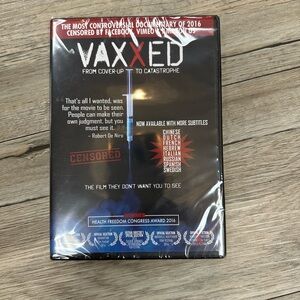 THE MOST CONTROVERSIAL DOCUMENTARY OF 2016
CENSORED BY FACEBOOK, VIMEO
VAXXED
FROM COVER-UP TO CATASTROPHE
That's all I wanted, was
for the movie to be seen.
People can make their
own judgment, but you
must see it.
- Robert De Niro
NOW AVAILABLE WITH MORE SUBTITLES
CHINESE
DUTCH
FRENCH
HEBREW
ITALIAN
RUSSIAN
SPANISH
SWEDISH
CENSORED
THE FILM THEY DON'T WANT YOU TO SEE
HEALTH FREEDOM CONGRESS AWARD 2016